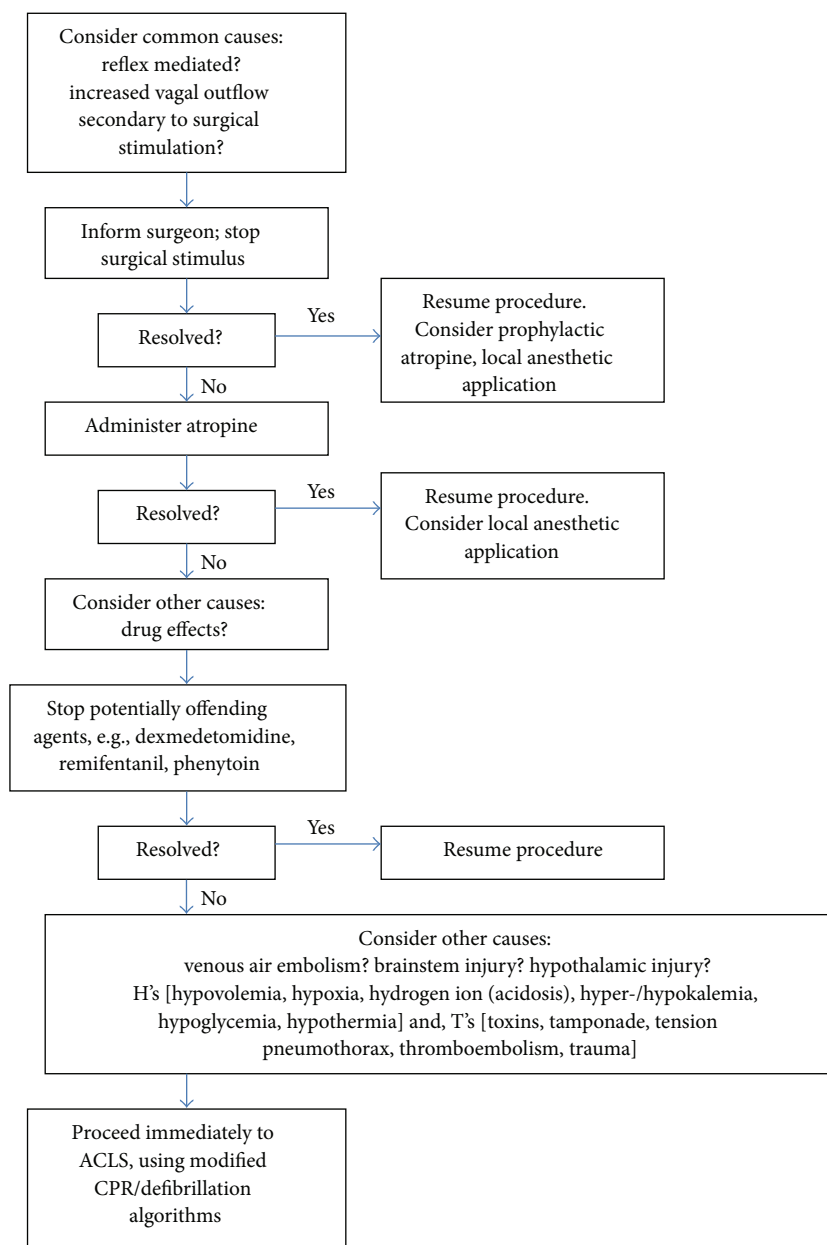 Consider common causes:
reflex mediated?
increased vagal outflow
secondary to surgical
stimulation?
Inform surgeon; stop
surgical stimulus
Resolved?
Yes
Resume procedure.
Consider prophylactic
atropine, local anesthetic
application
No
Administer atropine
Resolved?
Yes
Resume procedure.
Consider local anesthetic
application
No
Consider other causes:
drug effects?
Stop potentially offending
agents, e.g., dexmedetomidine,
remifentanil, phenytoin
Resolved?
Yes
Resume procedure
No
Consider other causes:
venous air embolism? brainstem injury? hypothalamic injury?
H's [hypovolemia, hypoxia, hydrogen ion (acidosis), hyper-/hypokalemia,
hypoglycemia, hypothermia] and, T's [toxins, tamponade, tension
pneumothorax, thromboembolism, trauma]
Proceed immediately to
ACLS, using modified
CPR/defibrillation
algorithms